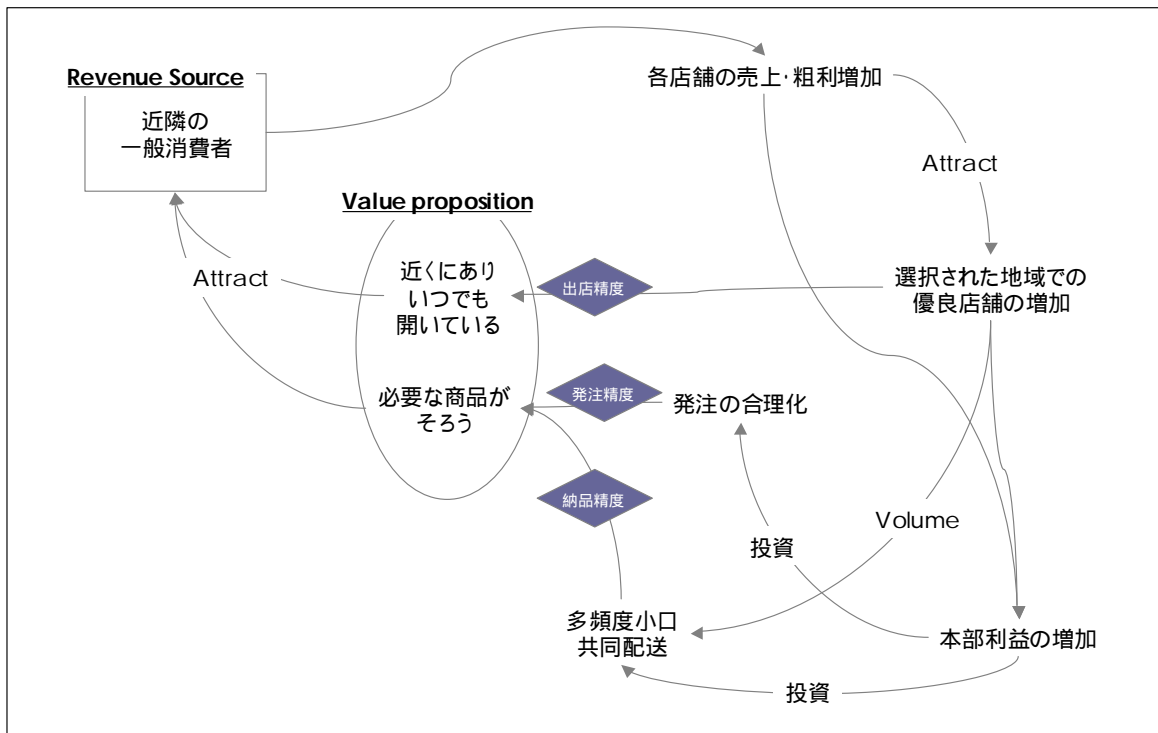 Revenue Source
近隣の
一般消費者
各店舗の売上・粗利増加
Attract
Value proposition
Attract
近くにあり
いつでも
開いている
出店精度
選択された地域での
優良店舗の増加
必要な商品が
そろう
発注精度
発注の合理化
納品精度
Volume
投資
多頻度小口
共同配送
本部利益の増加
投資